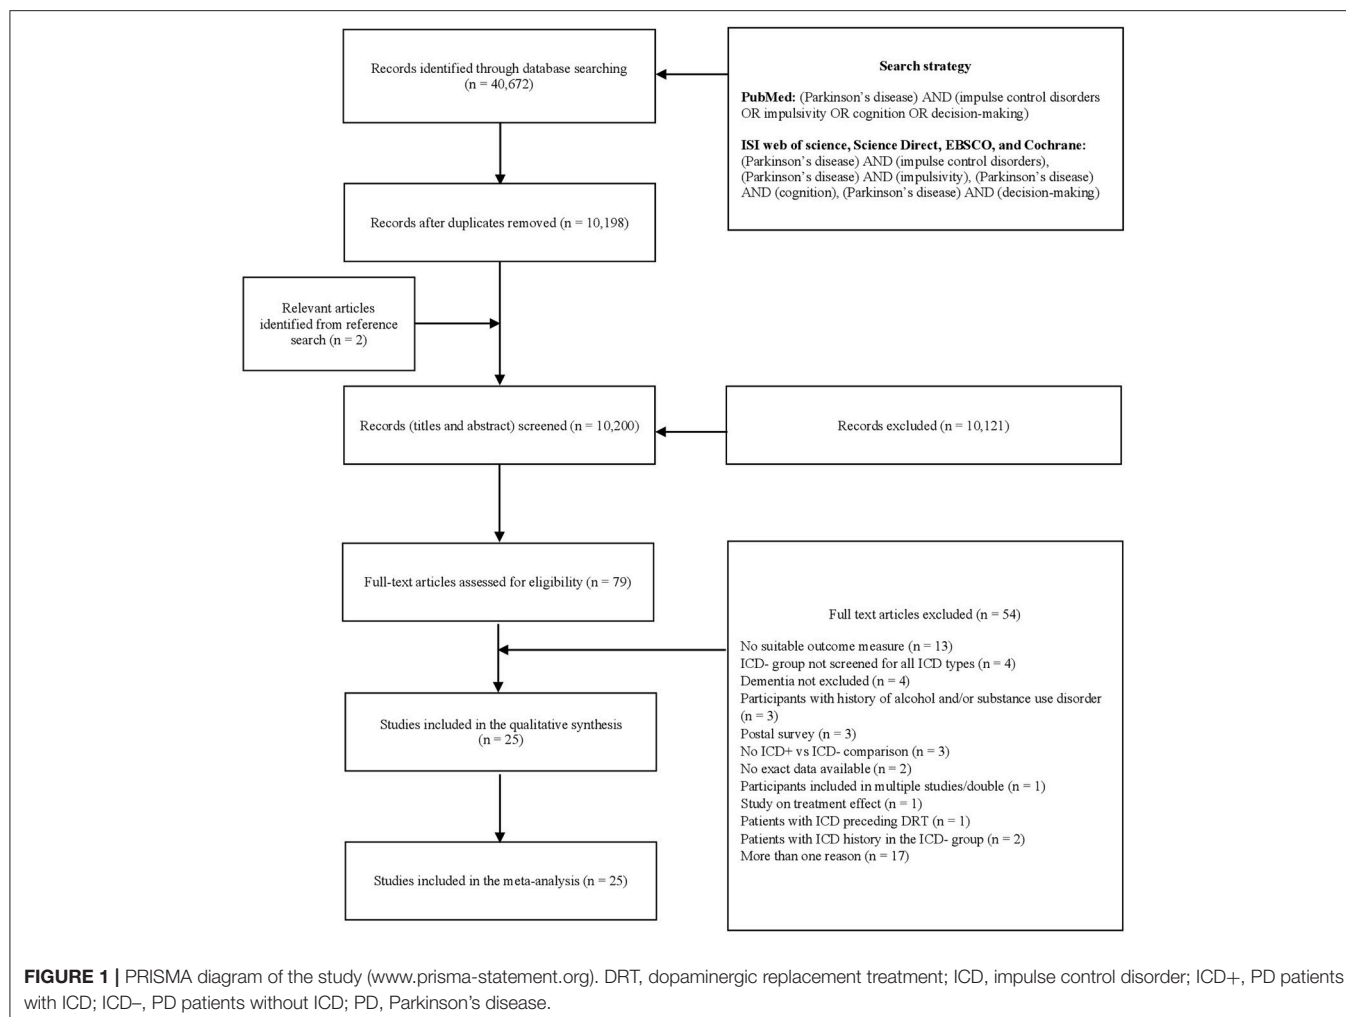 Records identified through database searching
(n = 40,672)
Search strategy
PubMed: (Parkinson's disease) AND (impulse control disorders
OR impulsivity OR cognition OR decision-making)
ISI web of science, Science Direct, EBSCO, and Cochrane:
(Parkinson's disease) AND (impulse control disorders),
(Parkinson's disease) AND (impulsivity), (Parkinson's disease)
AND (cognition), (Parkinson's disease) AND (decision-making)
Records after duplicates removed (n = 10,198)
Relevant articles
identified from reference
search (n = 2)
Records (titles and abstract) screened (n = 10,200)
Records excluded (n = 10,121)
Full-text articles assessed for eligibility (n = 79)
Full text articles excluded (n = 54)
No suitable outcome measure (n = 13)
ICD- group not screened for all ICD types (n = 4)
Dementia not excluded (n = 4)
Participants with history of alcohol and/or substance use disorder
(n = 3)
Postal survey (n = 3)
No ICD+ vs ICD- comparison (n = 3)
No exact data available (n = 2)
Participants included in multiple studies/double (n = 1)
Study on treatment effect (n = 1)
Patients with ICD preceding DRT (n = 1)
Patients with ICD history in the ICD- group (n = 2)
More than one reason (n = 17)
Studies included in the qualitative synthesis
(n = 25)
Studies included in the meta-analysis (n = 25)
FIGURE 1 | PRISMA diagram of the study (www.prisma-statement.org). DRT, dopaminergic replacement treatment; ICD, impulse control disorder; ICD+, PD patients
with ICD; ICD–, PD patients without ICD; PD, Parkinson's disease.